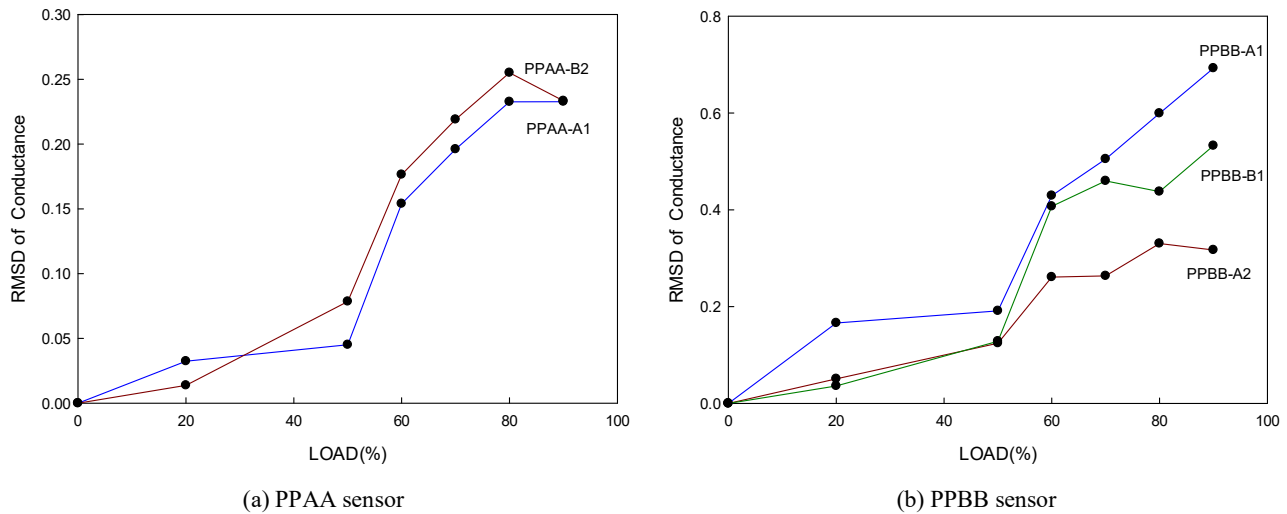 0.30
0.25
0.20
0.15
0.10
0.05
0.00
RMSD of Conductance
PPAA-B2
PPAA-A1
0 20 40 60 80 100
LOAD(%)
(a) PPAA sensor
0.8
0.6
0.4
0.2
0.0
RMSD of Conductance
PPBB-A1
PPBB-B1
PPBB-A2
0 20 40 60 80 100
LOAD(%)
(b) PPBB sensor